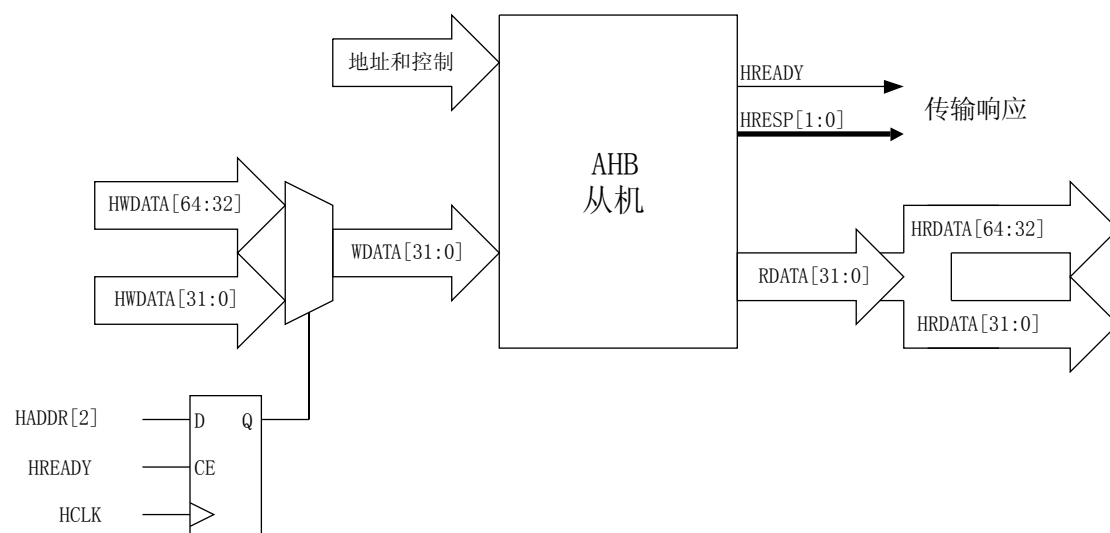 地址和控制
HREADY
传输响应
HRESP[1:0]
AHB
从机
HWDATA[64:32]
HRDATA[64:32]
WDATA[31:0]
RDATA[31:0]
HWDATA[31:0]
HRDATA[31:0]
HADDR[2]
D
Q
HREADY
CE
HCLK